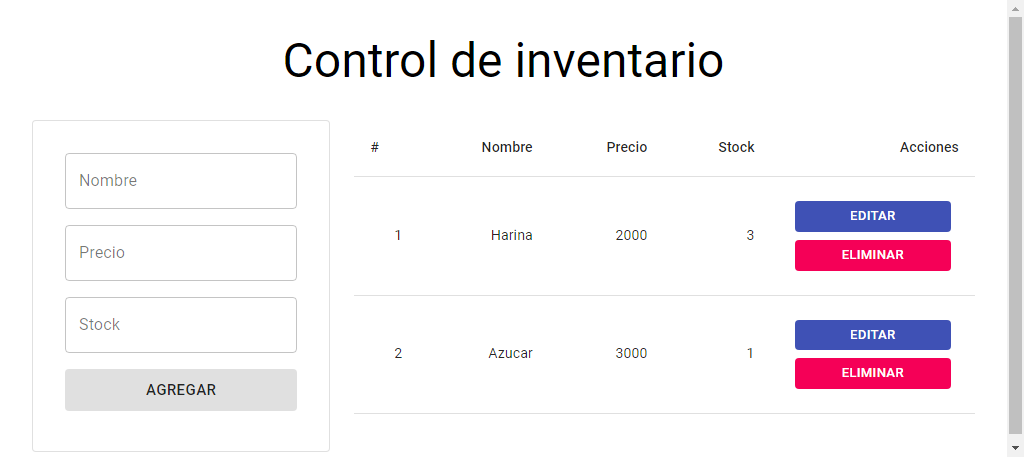 Control de inventario
Nombre
Precio
Stock
AGREGAR
# Nombre Precio Stock Acciones
1 Harina 2000 3 EDITAR
ELIMINAR
2 Azucar 3000 1 EDITAR
ELIMINAR